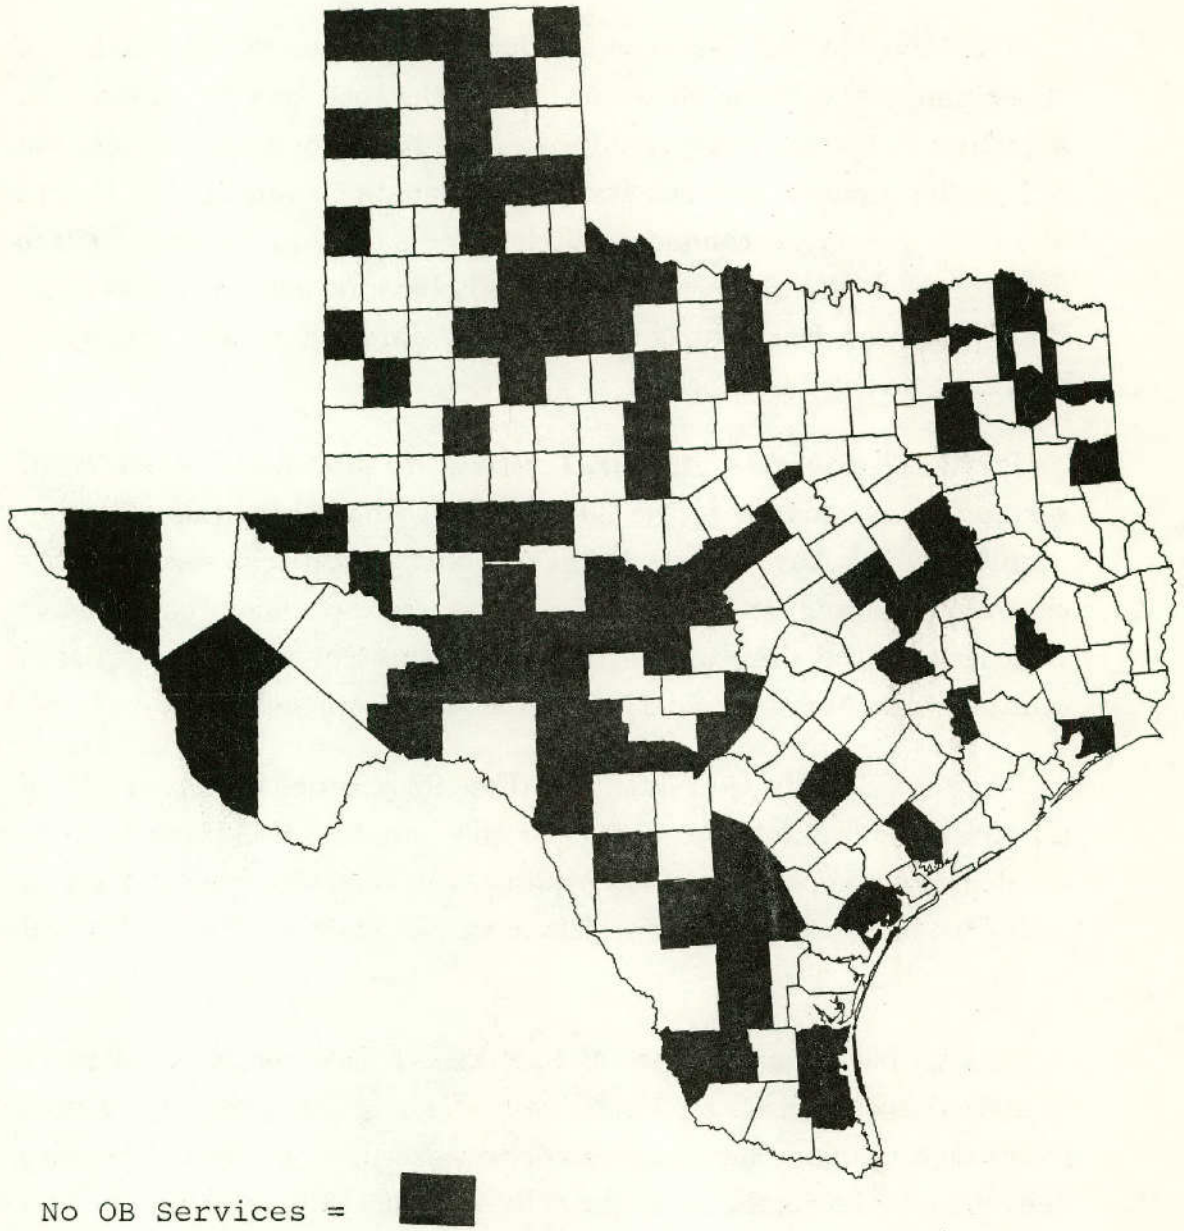 No OB Services =